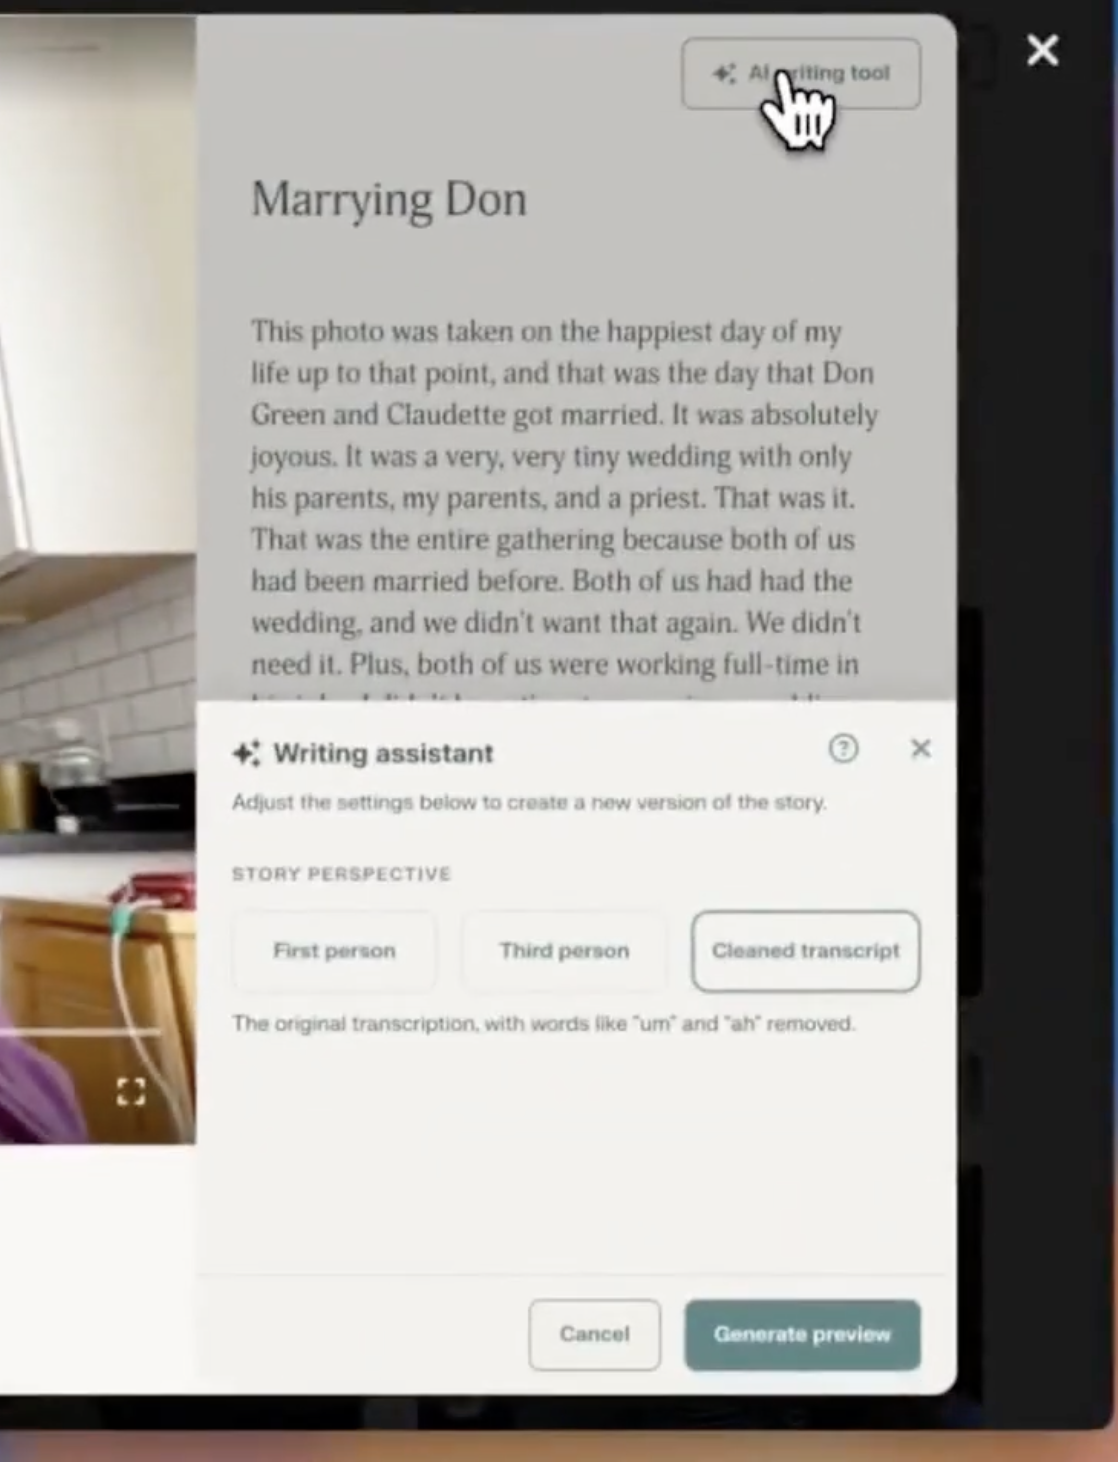 AI writing tool
Marrying Don
This photo was taken on the happiest day of my
life up to that point, and that was the day that Don
Green and Claudette got married. It was absolutely
joyous. It was a very, very tiny wedding with only
his parents, my parents, and a priest. That was it.
That was the entire gathering because both of us
had been married before. Both of us had had the
wedding, and we didn't want that again. We didn't
need it. Plus, both of us were working full-time in
Writing assistant
Adjust the settings below to create a new version of the story.
STORY PERSPECTIVE
First person
Third person
Cleaned transcript
The original transcription, with words like "um" and "ah" removed.
Cancel
Generate preview